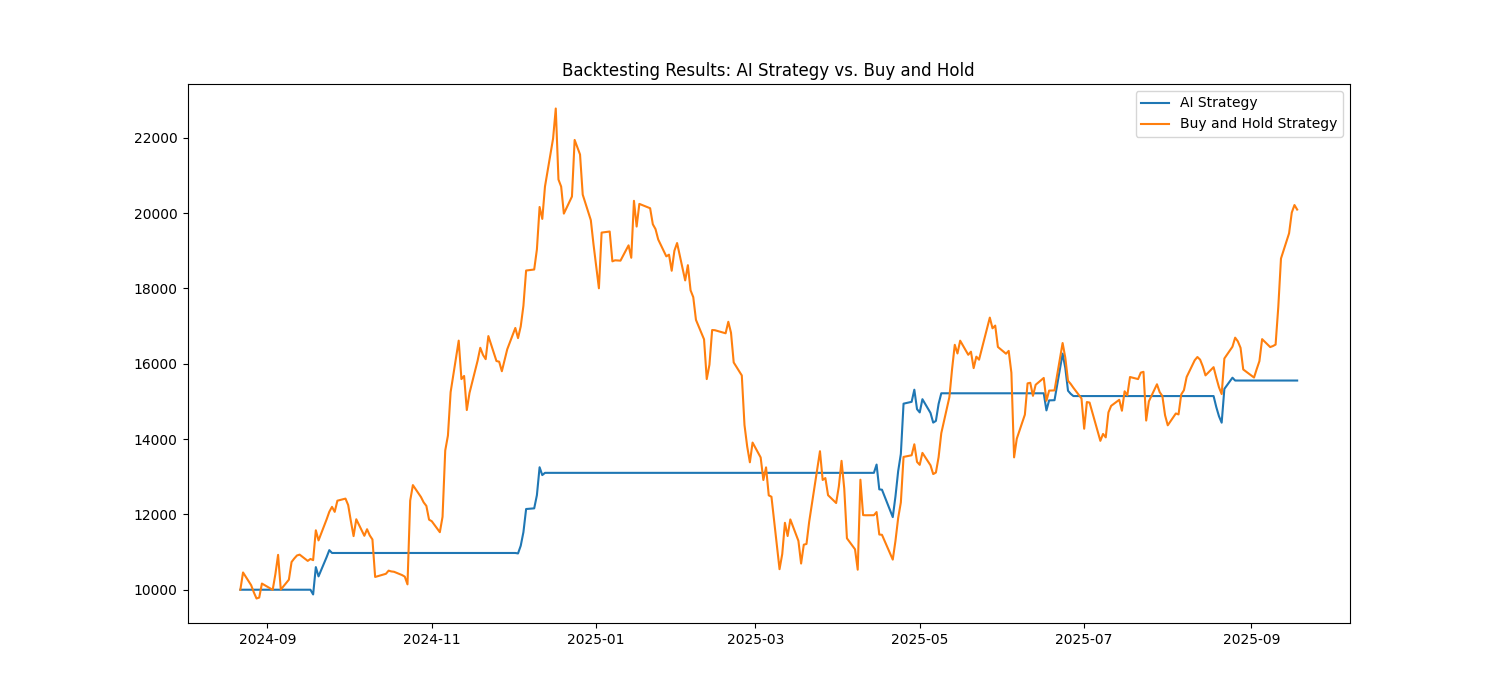 Backtesting Results: AI Strategy vs. Buy and Hold
AI Strategy
Buy and Hold Strategy
22000
20000
18000
16000
14000
12000
10000
2024-09 2024-11 2025-01 2025-03 2025-05 2025-07 2025-09